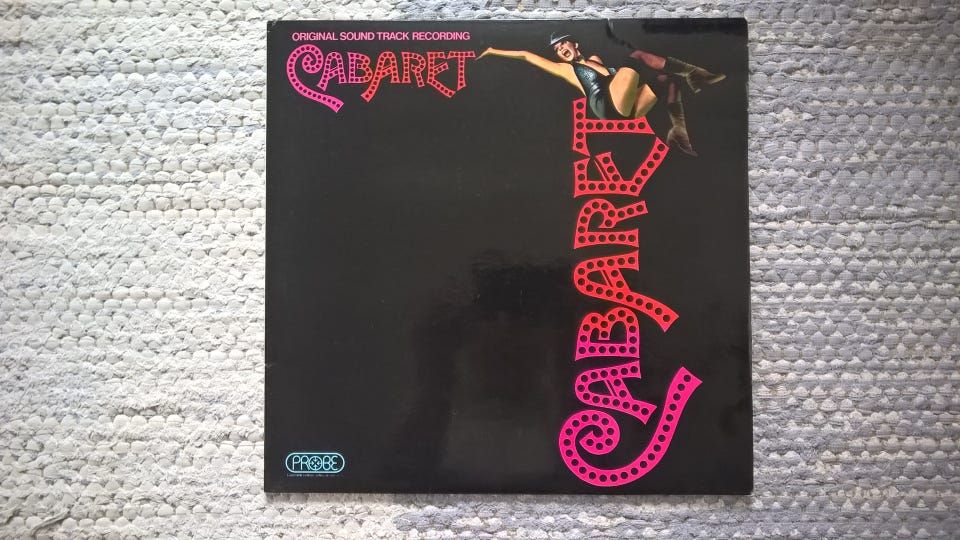 ORIGINAL SOUND TRACK RECORDING
CABARET
CABARET
PROBE